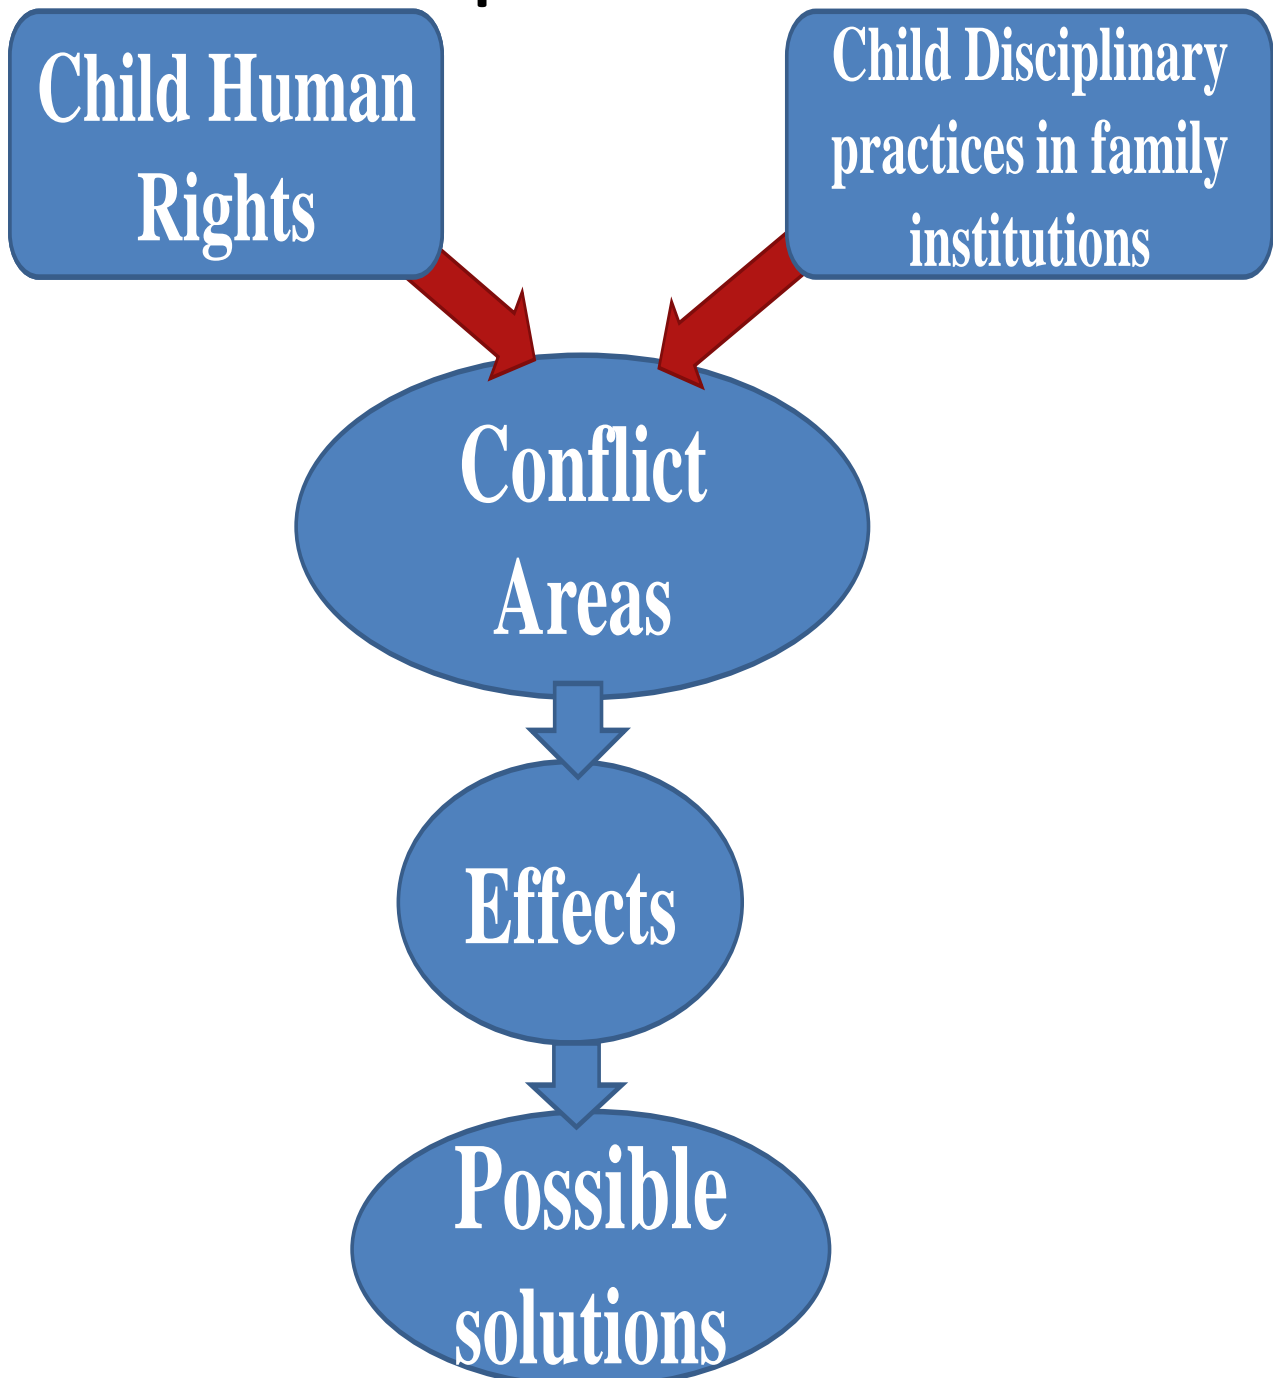 Child Human
Rights
Child Disciplinary
practices in family
institutions
Conflict
Areas
Effects
Possible
solutions